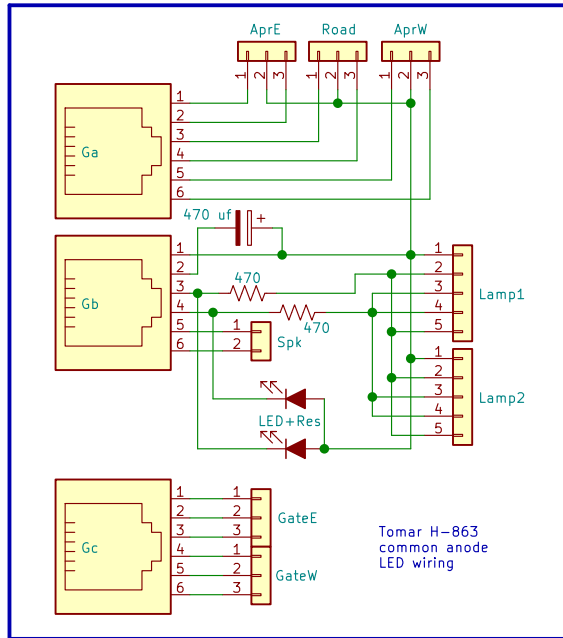 AprE Road AprW
1 2 3 1 2 3 1 2 3
Ga
1
2
3
4
5
6
470 uf +
Gb
1
2
3
4
5
6
470
470
1
2
Spk
1
2
3
4
5
Lamp1
1
2
3
4
5
Lamp2
LED+Res
Gc
1
2
3
4
5
6
1
2
3
GateE
1
2
3
GateW
Tomar H-863
common anode
LED wiring